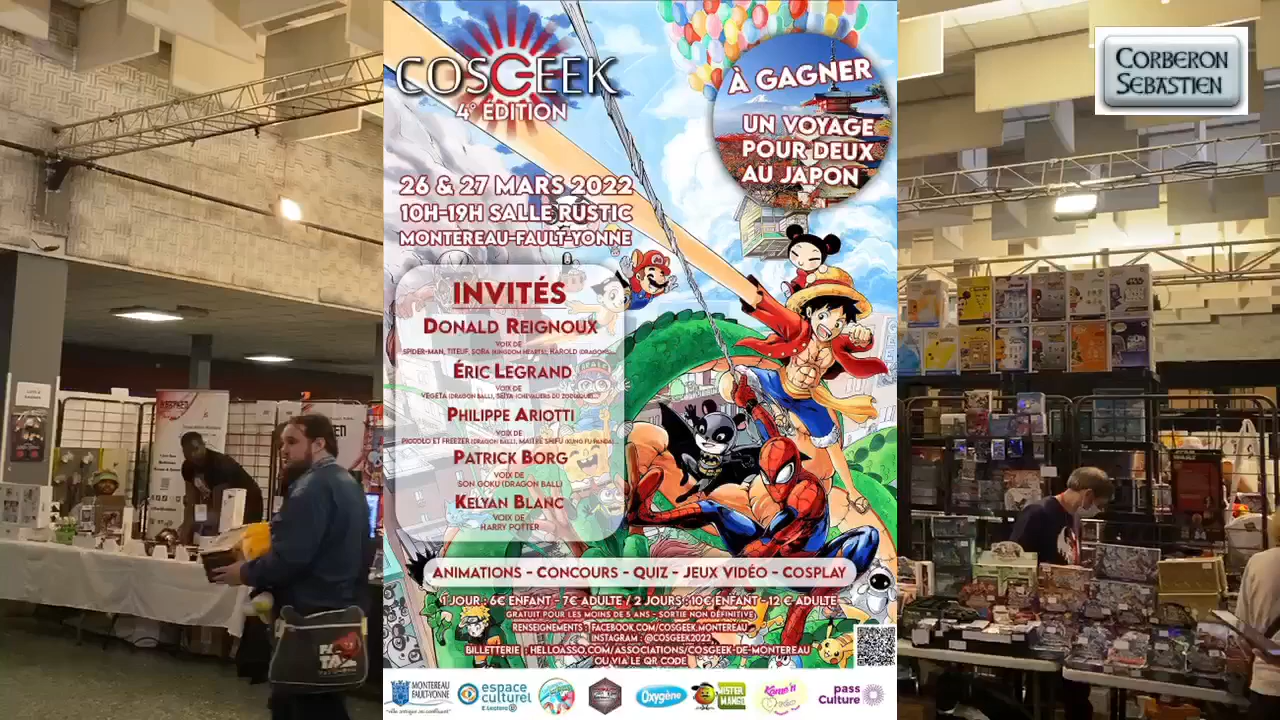 COSGEEK
4° ÉDITION
À GAGNER
UN VOYAGE
POUR DEUX
AU JAPON
26 & 27 MARS 2022
10H-19H SALLE RUSTIC
MONTEREAU-FAULT-YONNE
INVITÉS
DONALD REIGNOUX
VOIX DE
SPIDER-MAN, TITEUF, SORA (KINGDOM HEARTS), HAROLD (DRAGONS)...
ÉRIC LEGRAND
VOIX DE
VEGETA (DRAGON BALL), SEIYA (CHEVALIERS DU ZODIAQUE)...
PHILIPPE ARIOTTI
VOIX DE
PICCOLO ET FREEZER (DRAGON BALL), MAITRE SHIFU (KUNG FU PANDA)
PATRICK BORG
VOIX DE
SON GOKU (DRAGON BALL)
KELYAN BLANC
VOIX DE
HARRY POTTER
ANIMATIONS - CONCOURS - QUIZ - JEUX VIDÉO - COSPLAY
1 JOUR : 6€ ENFANT - 7€ ADULTE / 2 JOURS : 10€ ENFANT - 12 € ADULTE
GRATUIT POUR LES MOINS DE 5 ANS - SORTIE NON DÉFINITIVE
RENSEIGNEMENTS : FACEBOOK.COM/COSGEEK.MONTEREAU
INSTAGRAM : @COSGEEK2022
BILLETTERIE : HELLOASSO.COM/ASSOCIATIONS/COSGEEK-DE-MONTEREAU
OU VIA LE QR CODE
MONTEREAU
FAULT-YONNE
espace
culturel
Oxygène
MISTER
MANGO
pass
Culture
CORBERON
SÉBASTIEN